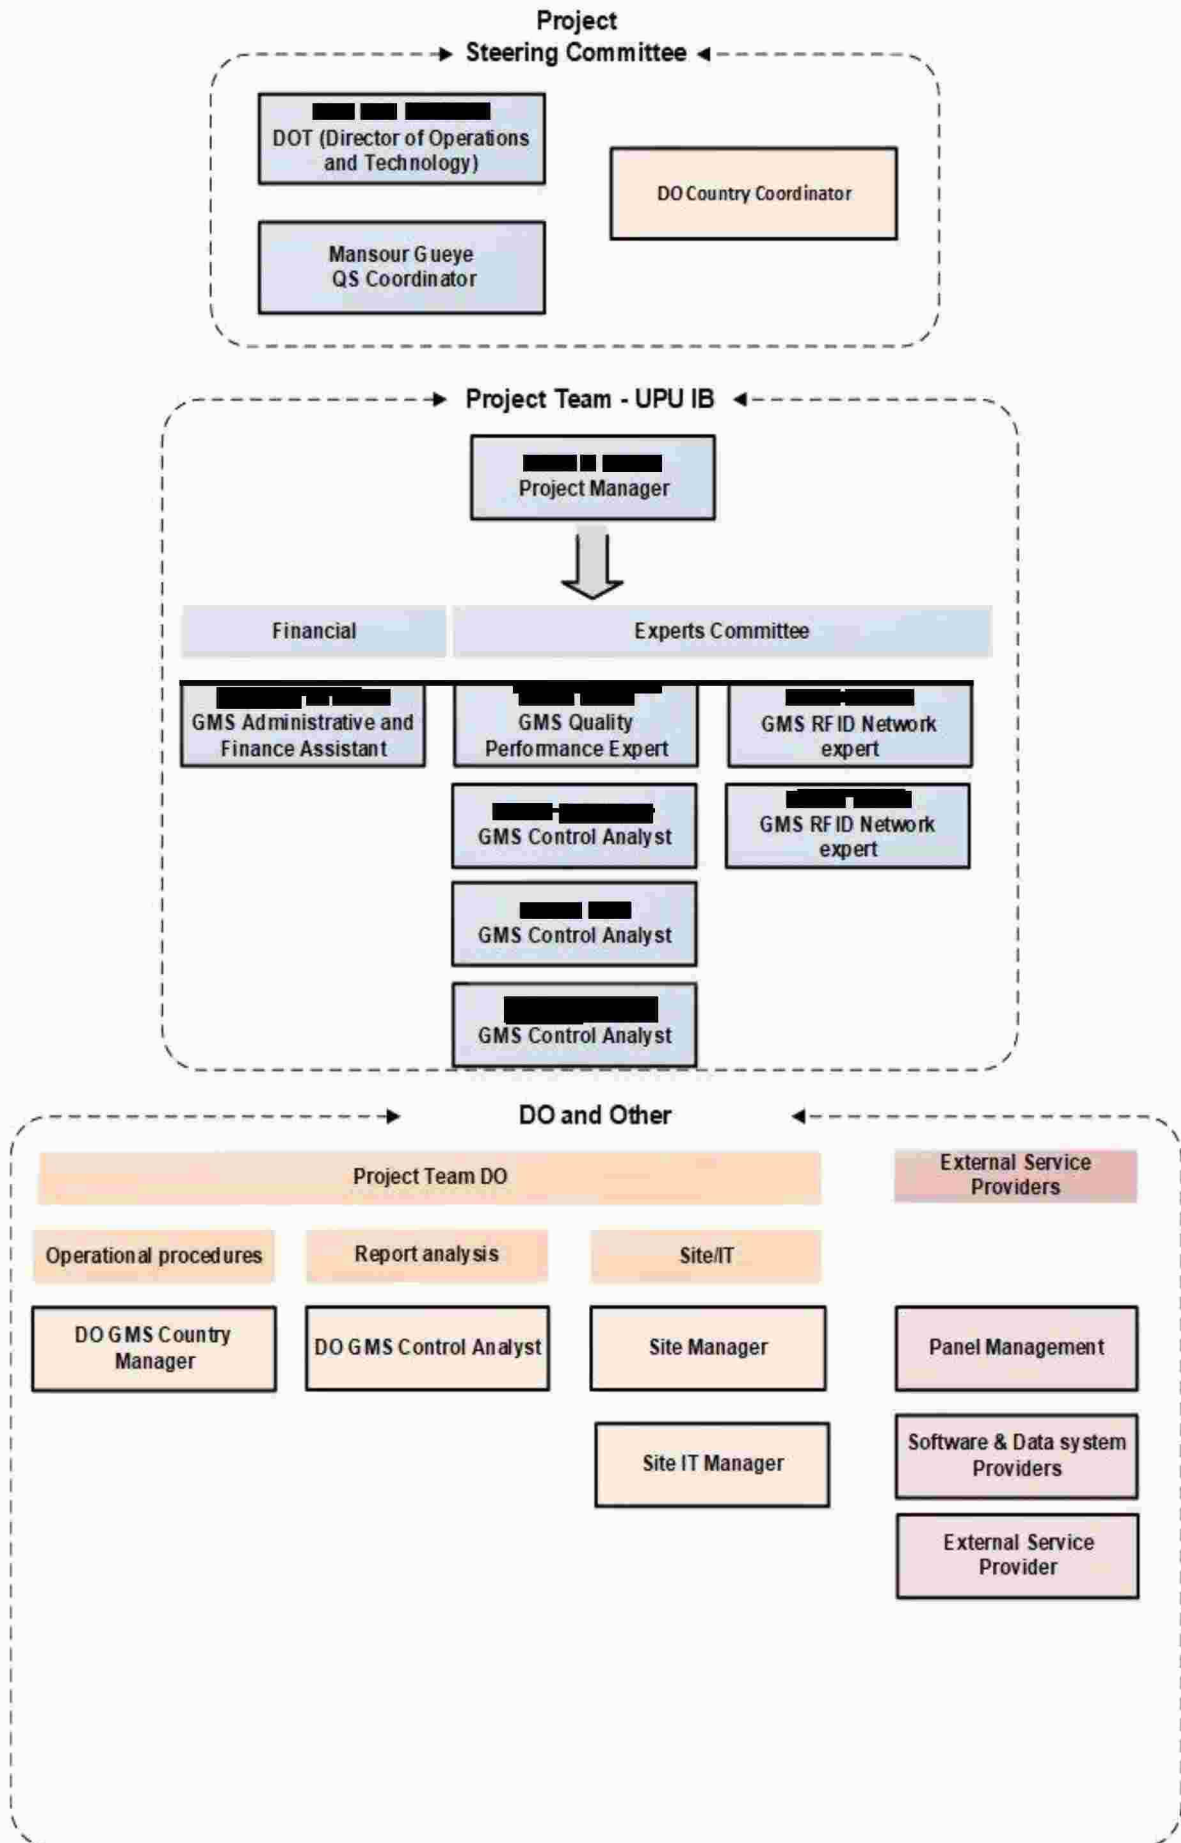 Project
Steering Committee
DOT (Director of Operations
and Technology)
DO Country Coordinator
Mansour Gueye
QS Coordinator
Project Team - UPU IB
Project Manager
Financial
Experts Committee
GMS Administrative and
Finance Assistant
GMS Quality
Performance Expert
GMS RFID Network
expert
GMS Control Analyst
GMS RFID Network
expert
GMS Control Analyst
GMS Control Analyst
DO and Other
Project Team DO
External Service
Providers
Operational procedures
Report analysis
Site/IT
DO GMS Country
Manager
DO GMS Control Analyst
Site Manager
Panel Management
Site IT Manager
Software & Data system
Providers
External Service
Provider